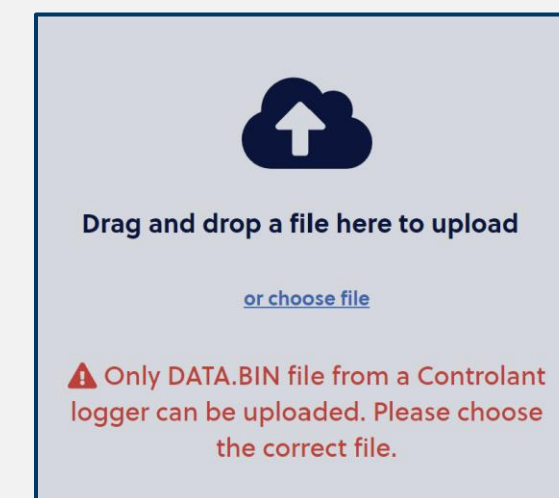 Drag and drop a file here to upload
or choose file
Only DATA.BIN file from a Controlant
logger can be uploaded. Please choose
the correct file.